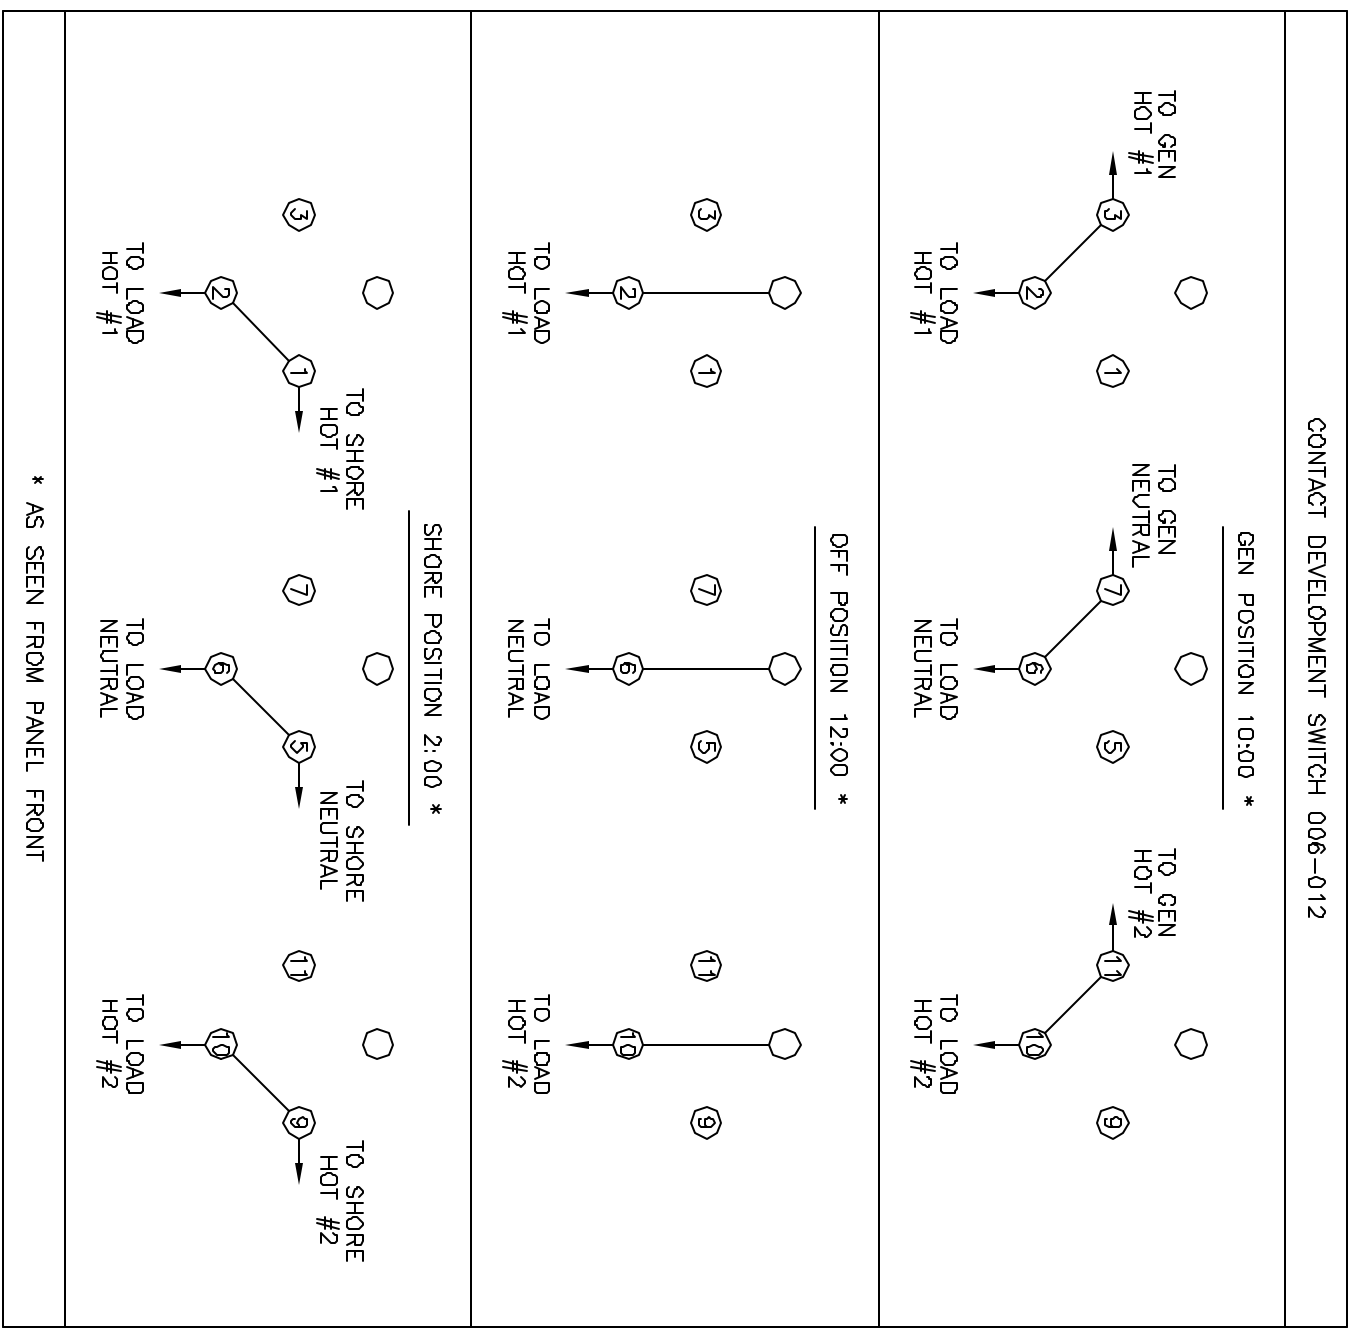 CONTACT DEVELOPMENT SWITCH 006-012
GEN POSITION 10:00 *
TO GEN
HOT #1
3
2
1
TO LOAD
HOT #1
TO GEN
NEUTRAL
7
6
5
TO LOAD
NEUTRAL
TO GEN
HOT #2
11
10
9
TO LOAD
HOT #2
OFF POSITION 12:00 *
3
2
1
TO LOAD
HOT #1
7
6
5
TO LOAD
NEUTRAL
11
10
9
TO LOAD
HOT #2
SHORE POSITION 2:00 *
3
2
1
TO SHORE
HOT #1
TO LOAD
HOT #1
7
6
5
TO SHORE
NEUTRAL
TO LOAD
NEUTRAL
11
10
9
TO SHORE
HOT #2
TO LOAD
HOT #2
* AS SEEN FROM PANEL FRONT